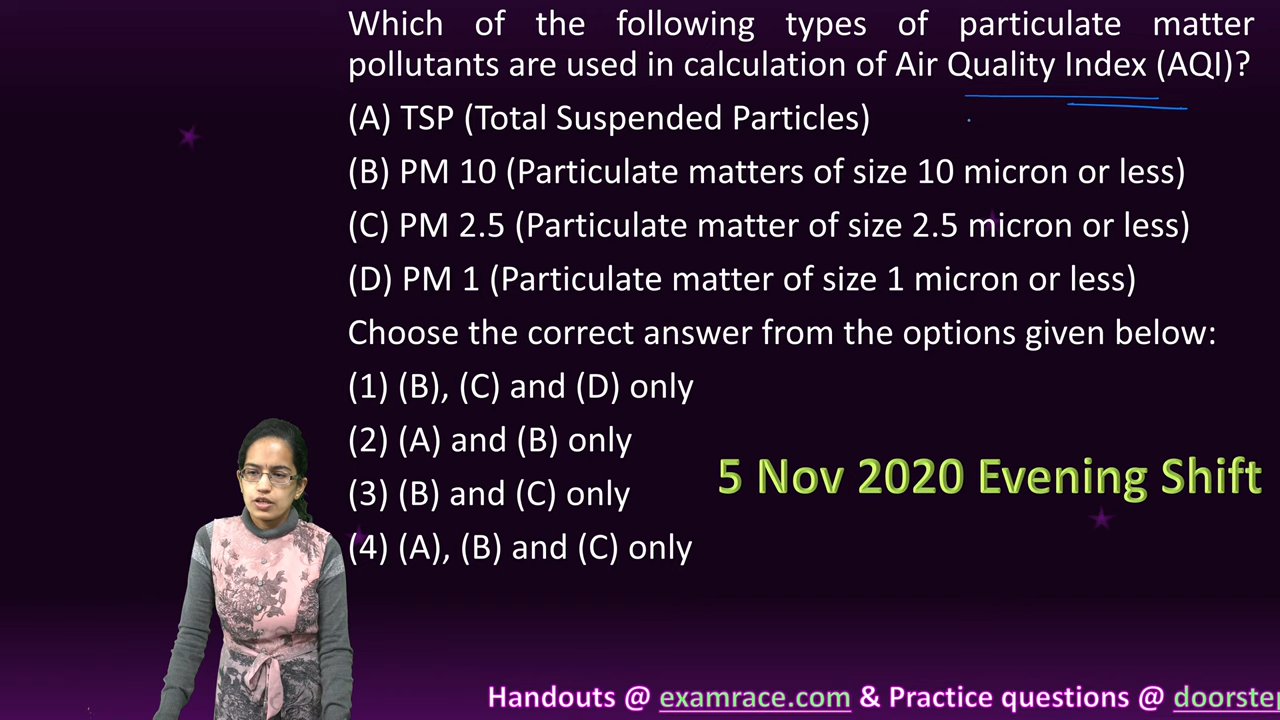 Which of the following types of particulate matter
pollutants are used in calculation of Air Quality Index (AQI)?
(A) TSP (Total Suspended Particles)
(B) PM 10 (Particulate matters of size 10 micron or less)
(C) PM 2.5 (Particulate matter of size 2.5 micron or less)
(D) PM 1 (Particulate matter of size 1 micron or less)
Choose the correct answer from the options given below:
(1) (B), (C) and (D) only
(2) (A) and (B) only
5 Nov 2020 Evening Shift
(3) (B) and (C) only
(4) (A), (B) and (C) only
Handouts @ examrace.com & Practice questions @ doorste